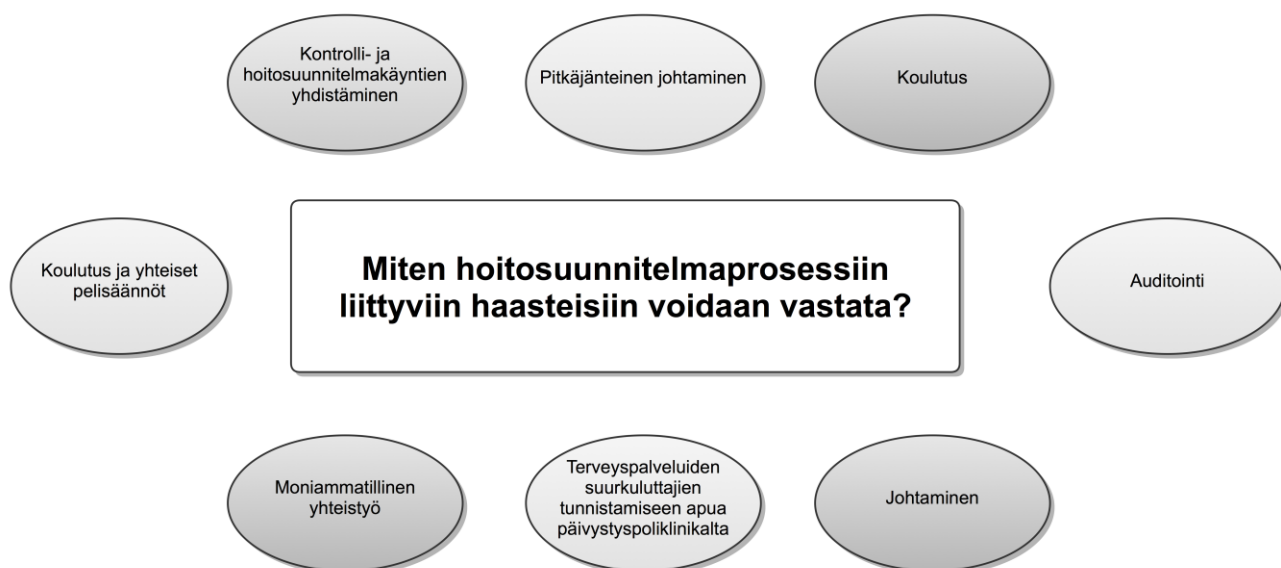 Kontrolli- ja
hoitosuunnitelmakäyntien
yhdistäminen
Pitkäjänteinen johtaminen
Koulutus
Koulutus ja yhteiset
pelisäännöt
Miten hoitosuunnitelmaprosessiin
liittyviin haasteisiin voidaan vastata?
Auditointi
Moniammatillinen
yhteistyö
Terveyspalveluiden
suurkuluttajien
tunnistamiseen apua
päivystyspoliklinikalta
Johtaminen